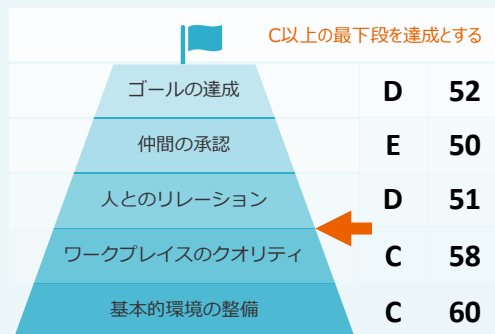 C以上の最下段を達成とする
ゴールの達成 D 52
仲間の承認 E 50
人とのリレーション D 51
ワークプレイスのクオリティ C 58
基本的環境の整備 C 60